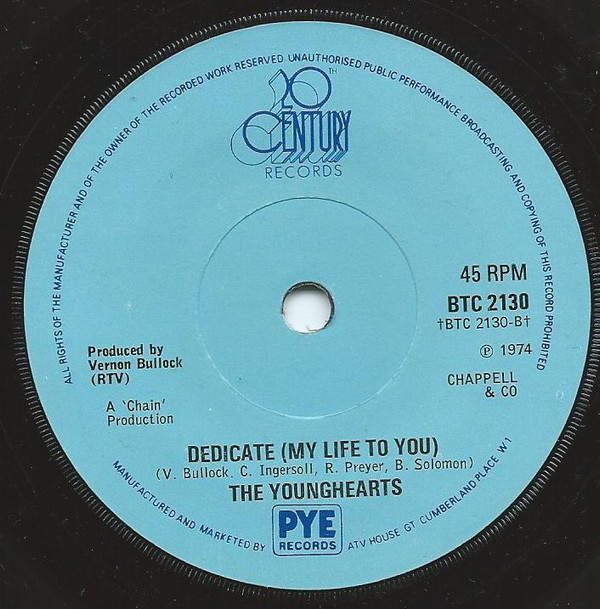 ALL RIGHTS OF THE MANUFACTURER AND OF THE OWNER OF THE RECORDED WORK RESERVED UNAUTHORISED PUBLIC PERFORMANCE BROADCASTING AND COPYING OF THIS RECORD PROHIBITED
20TH
CENTURY
RECORDS
45 RPM
BTC 2130
†BTC 2130-B†
℗ 1974
CHAPPELL
& CO
Produced by
Vernon Bullock
(RTV)
A 'Chain'
Production
DEDICATE (MY LIFE TO YOU)
(V. Bullock, C. Ingersoll, R. Preyer, B. Solomon)
THE YOUNGHEARTS
MANUFACTURED AND MARKETED BY
PYE
RECORDS
ATV HOUSE GT CUMBERLAND PLACE W1